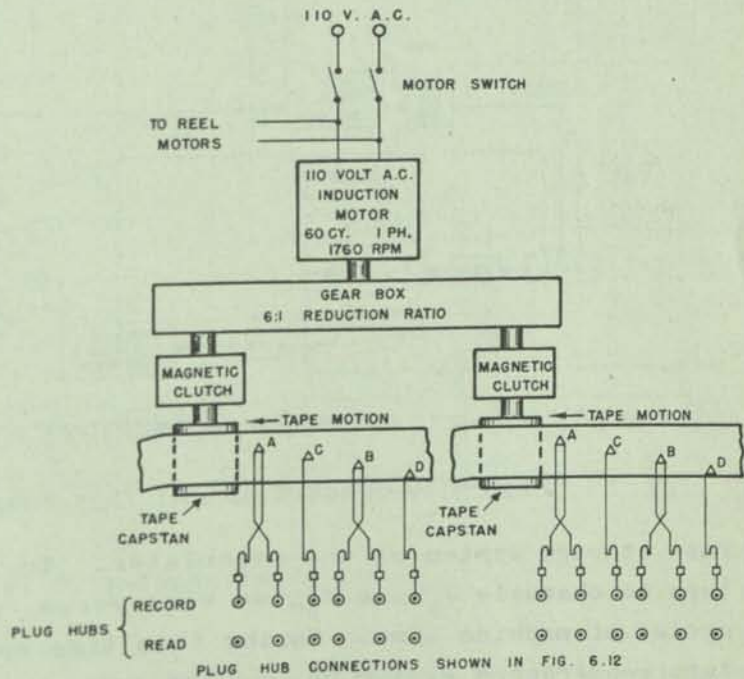 110 V. A.C.
MOTOR SWITCH
TO REEL
MOTORS
110 VOLT A.C.
INDUCTION
MOTOR
60 CY. 1 PH.
1760 RPM
GEAR BOX
6:1 REDUCTION RATIO
MAGNETIC
CLUTCH
MAGNETIC
CLUTCH
TAPE MOTION
TAPE MOTION
A
C
B
D
A
C
B
D
TAPE
CAPSTAN
TAPE
CAPSTAN
PLUG HUBS
RECORD
READ
PLUG HUB CONNECTIONS SHOWN IN FIG. 6.12